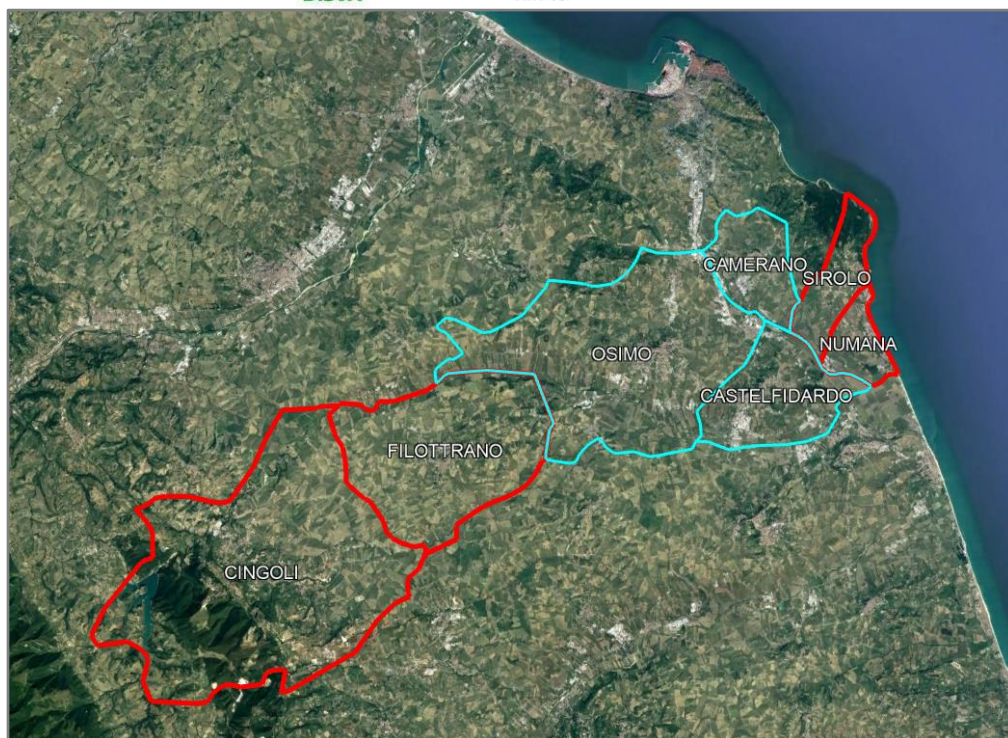 CAMERANO
SIROLO
NUMANA
OSIMO
CASTELFIDARDO
FILOTTRANO
CINGOLI